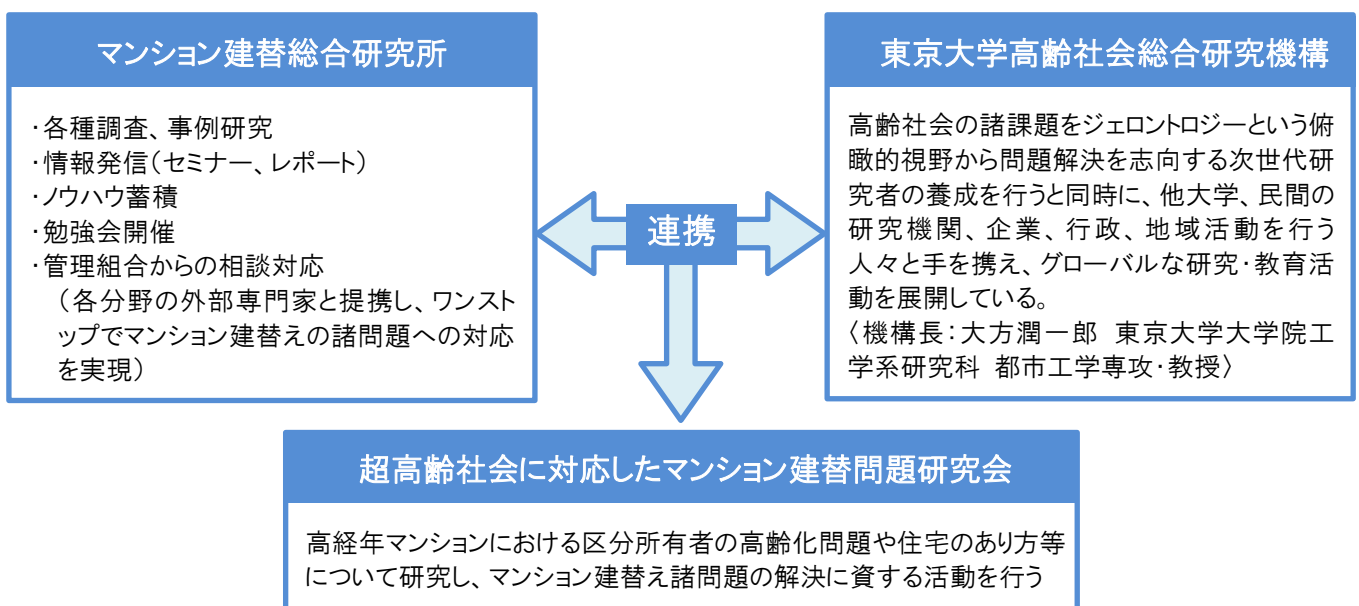 マンション建替総合研究所
・各種調査、事例研究
・情報発信(セミナー、レポート)
・ノウハウ蓄積
・勉強会開催
・管理組合からの相談対応
(各分野の外部専門家と提携し、ワンスト
ップでマンション建替えの諸問題への対応
を実現)
連携
東京大学高齢社会総合研究機構
高齢社会の諸課題をジェロントロジーという俯
瞰的視野から問題解決を志向する次世代研
究者の養成を行うと同時に、他大学、民間の
研究機関、企業、行政、地域活動を行う
人々と手を携え、グローバルな研究・教育活
動を展開している。
〈機構長:大方潤一郎 東京大学大学院工
学系研究科 都市工学専攻・教授〉
超高齢社会に対応したマンション建替問題研究会
高経年マンションにおける区分所有者の高齢化問題や住宅のあり方等
について研究し、マンション建替え諸問題の解決に資する活動を行う